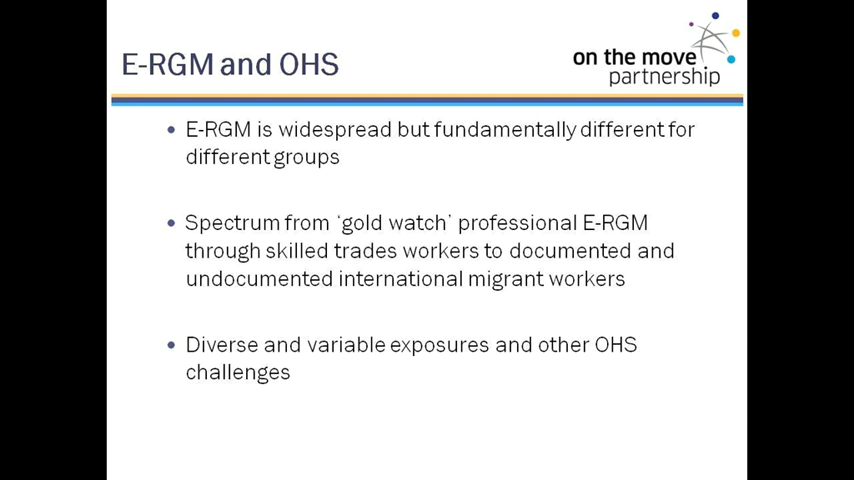 E-RGM and OHS
on the move
partnership
• E-RGM is widespread but fundamentally different for
different groups
• Spectrum from ‘gold watch’ professional E-RGM
through skilled trades workers to documented and
undocumented international migrant workers
• Diverse and variable exposures and other OHS
challenges